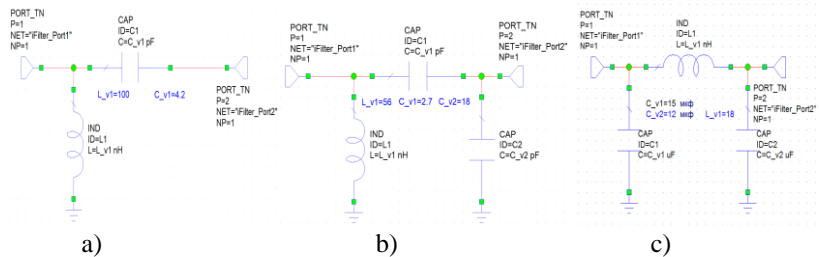 PORT_TN
P=1
NET="iFilter_Port1"
NP=1
CAP
ID=C1
C=C_v1 pF
L_v1=100
C_v1=4.2
PORT_TN
P=2
NET="iFilter_Port2"
NP=1
IND
ID=L1
L=L_v1 nH
a)
PORT_TN
P=1
NET="iFilter_Port1"
NP=1
CAP
ID=C1
C=C_v1 pF
PORT_TN
P=2
NET="iFilter_Port2"
NP=1
L_v1=56
C_v1=2.7
C_v2=18
IND
ID=L1
L=L_v1 nH
CAP
ID=C2
C=C_v2 pF
b)
PORT_TN
P=1
NET="iFilter_Port1"
NP=1
IND
ID=L1
L=L_v1 nH
C_v1=15 мкф
C_v2=12 мкф
L_v1=18
PORT_TN
P=2
NET="iFilter_Port2"
NP=1
CAP
ID=C1
C=C_v1 uF
CAP
ID=C2
C=C_v2 uF
c)